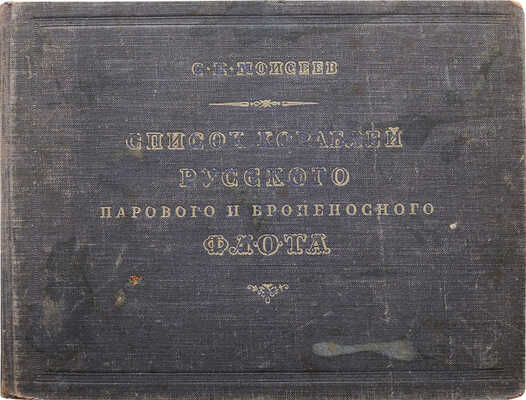 С·П·МОИСЕЕВ
СПИСОК КОРАБЛЕЙ
РУССКОГО
ПАРОВОГО И БРОНЕНОСНОГО
ФЛОТА